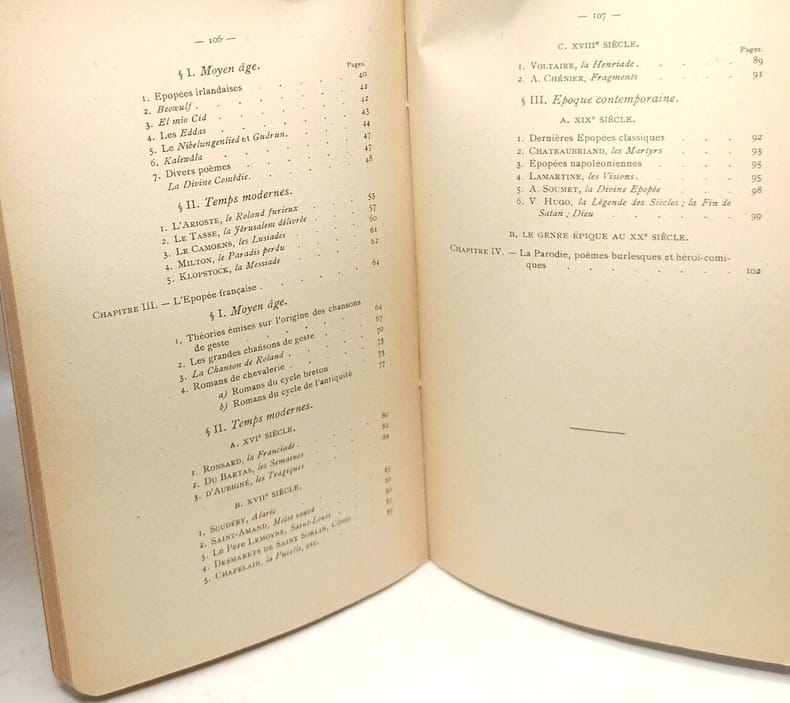 — 106 —
§ I. Moyen âge.
Pages.
1. Epopées irlandaises . . . . 40
2. Beowulf . . . . 42
3. El mio Cid . . . . 42
4. Les Eddas . . . . 43
5. Le Nibelungenlied et Gudrun. . . . 44
6. Kalewala . . . . 47
7. Divers poèmes . . . . 47
La Divine Comédie. . . . 48
§ II. Temps modernes.
1. L'ARIOSTE, le Roland furieux . . . 53
2. LE TASSE, la Jérusalem délivrée . . . 57
3. LE CAMOENS, les Lusiades . . . 60
4. MILTON, le Paradis perdu . . . 61
5. KLOPSTOCK, la Messiade . . . 62
CHAPITRE III. — L'Epopée française . . . . 64
§ I. Moyen âge.
1. Théories émises sur l'origine des chansons
de geste . . . . 64
2. Les grandes chansons de geste . . . 67
3. La Chanson de Roland . . . 70
4. Romans de chevalerie . . . 73
a) Romans du cycle breton . . . 73
b) Romans du cycle de l'antiquité . . 77
§ II. Temps modernes.
A. XVIe SIÈCLE.
1. RONSARD, la Franciade . . . 80
2. DU BARTAS, les Semaines . . . 82
3. D'AUBIGNÉ, les Tragiques . . . 82
B. XVIIe SIÈCLE.
1. SCUDÉRY, Alaric . . .
2. SAINT-AMAND, Moïse sauvé . . .
3. LE PÈRE LEMOYNE, Saint-Louis . . .
4. DESMARETS DE SAINT SORLIN, Clovis
5. CHAPELAIN, la Pucelle, etc. . . .
— 107 —
C. XVIIIe SIÈCLE.
Pages.
1. VOLTAIRE, la Henriade . . . . 89
2. A. CHÉNIER, Fragments . . . . 91
§ III. Epoque contemporaine.
A. XIXe SIÈCLE.
1. Dernières Epopées classiques . . . 92
2. CHATEAUBRIAND, les Martyrs . . . 93
3. Epopées napoléoniennes . . . 95
4. LAMARTINE, les Visions . . . . 95
5. A. SOUMET, la Divine Epopée . . . 98
6. V. HUGO, la Légende des Siècles ; la Fin de
Satan ; Dieu . . . . 99
B. LE GENRE ÉPIQUE AU XXe SIÈCLE.
CHAPITRE IV. — La Parodie, poèmes burlesques et héroï-comi-
ques . . . . . . 102